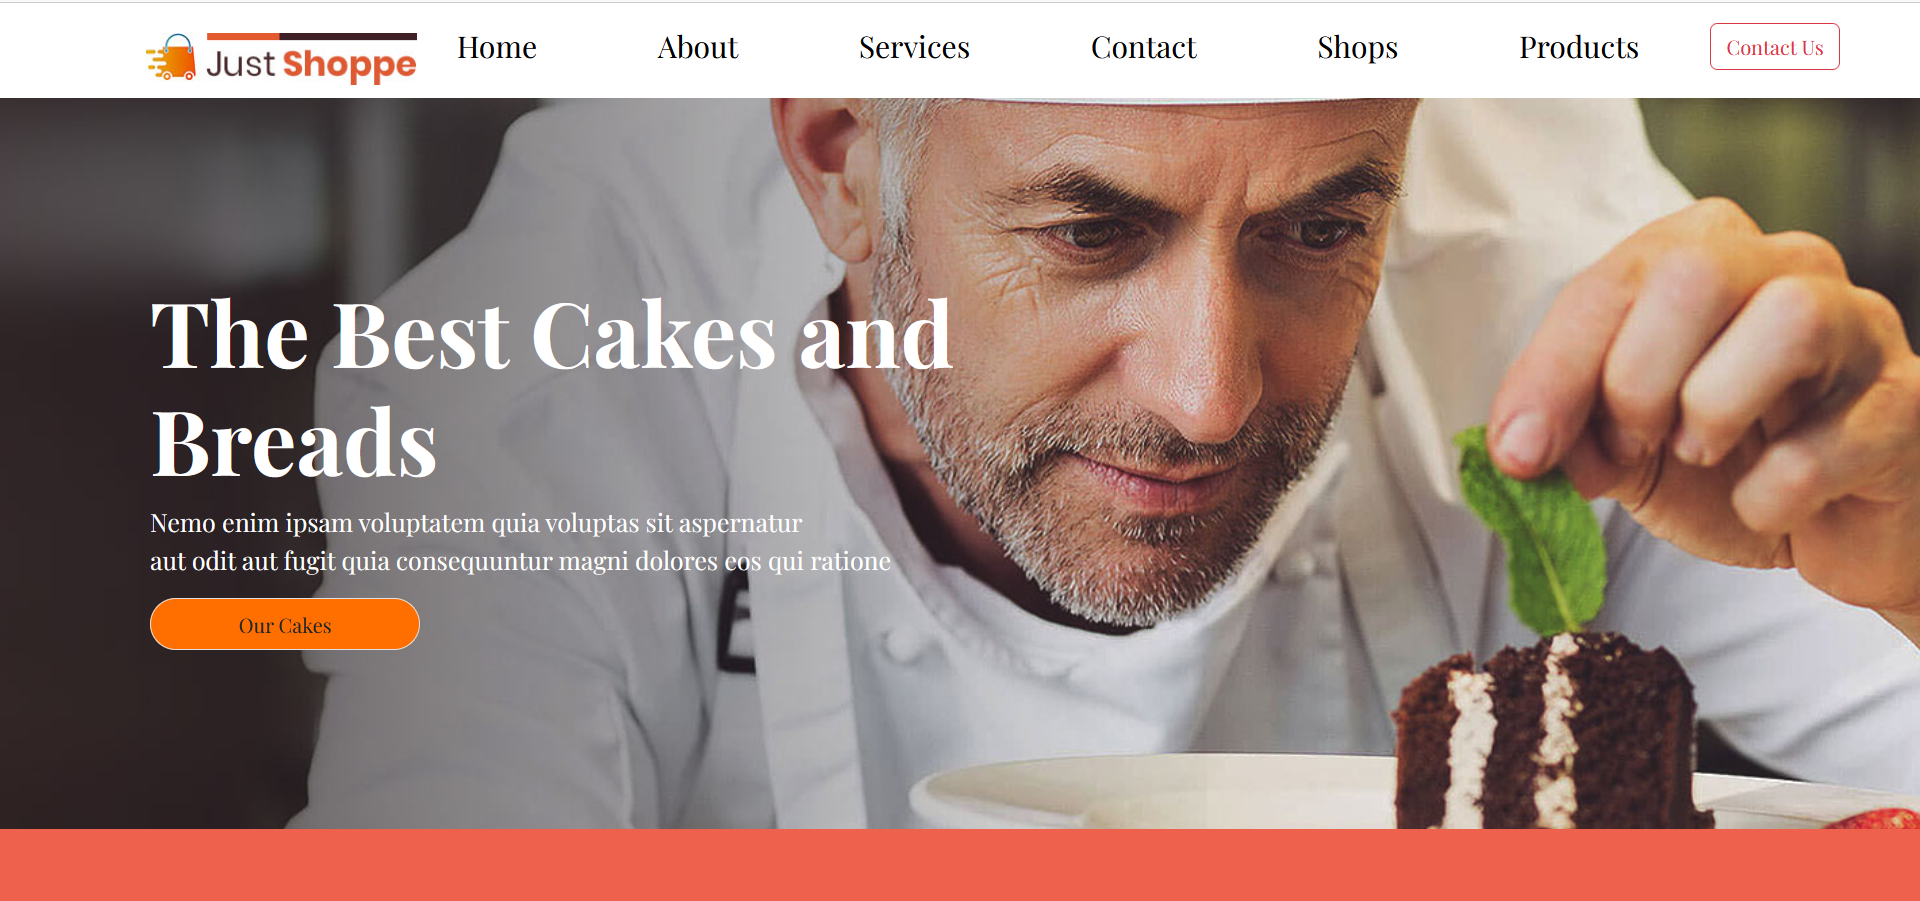 Just Shoppe
Home About Services Contact Shops Products Contact Us
The Best Cakes and
Breads
Nemo enim ipsam voluptatem quia voluptas sit aspernatur
aut odit aut fugit quia consequuntur magni dolores eos qui ratione
Our Cakes